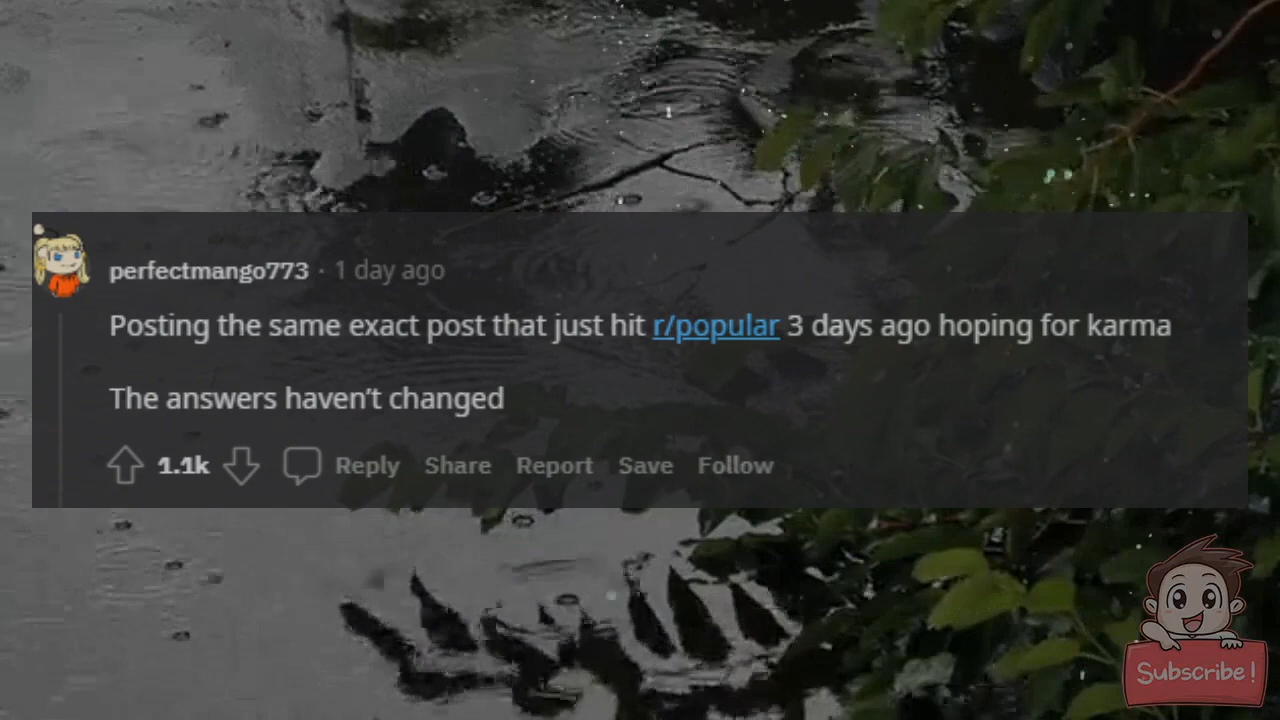 perfectmango773 · 1 day ago
Posting the same exact post that just hit r/popular 3 days ago hoping for karma
The answers haven't changed
1.1k Reply Share Report Save Follow
Subscribe!